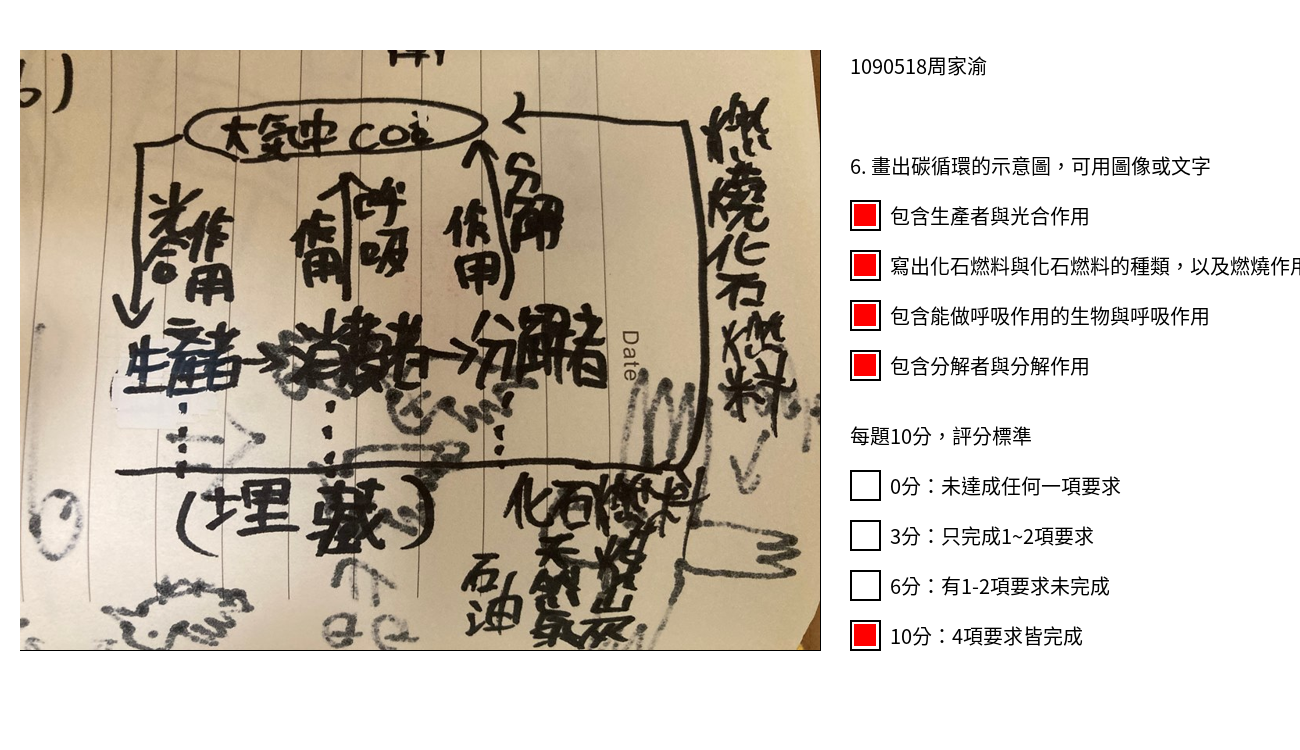 6)
大氣中 CO2
光合作用
呼吸作用
分解作用
燃燒化石燃料
生產者→消費者→分解者
Date
(埋藏)
化石燃料
石油
天然氣
1090518周家渝
6. 畫出碳循環的示意圖，可用圖像或文字
包含生產者與光合作用
寫出化石燃料與化石燃料的種類，以及燃燒作用
包含能做呼吸作用的生物與呼吸作用
包含分解者與分解作用
每題10分，評分標準
0分：未達成任何一項要求
3分：只完成1~2項要求
6分：有1-2項要求未完成
10分：4項要求皆完成